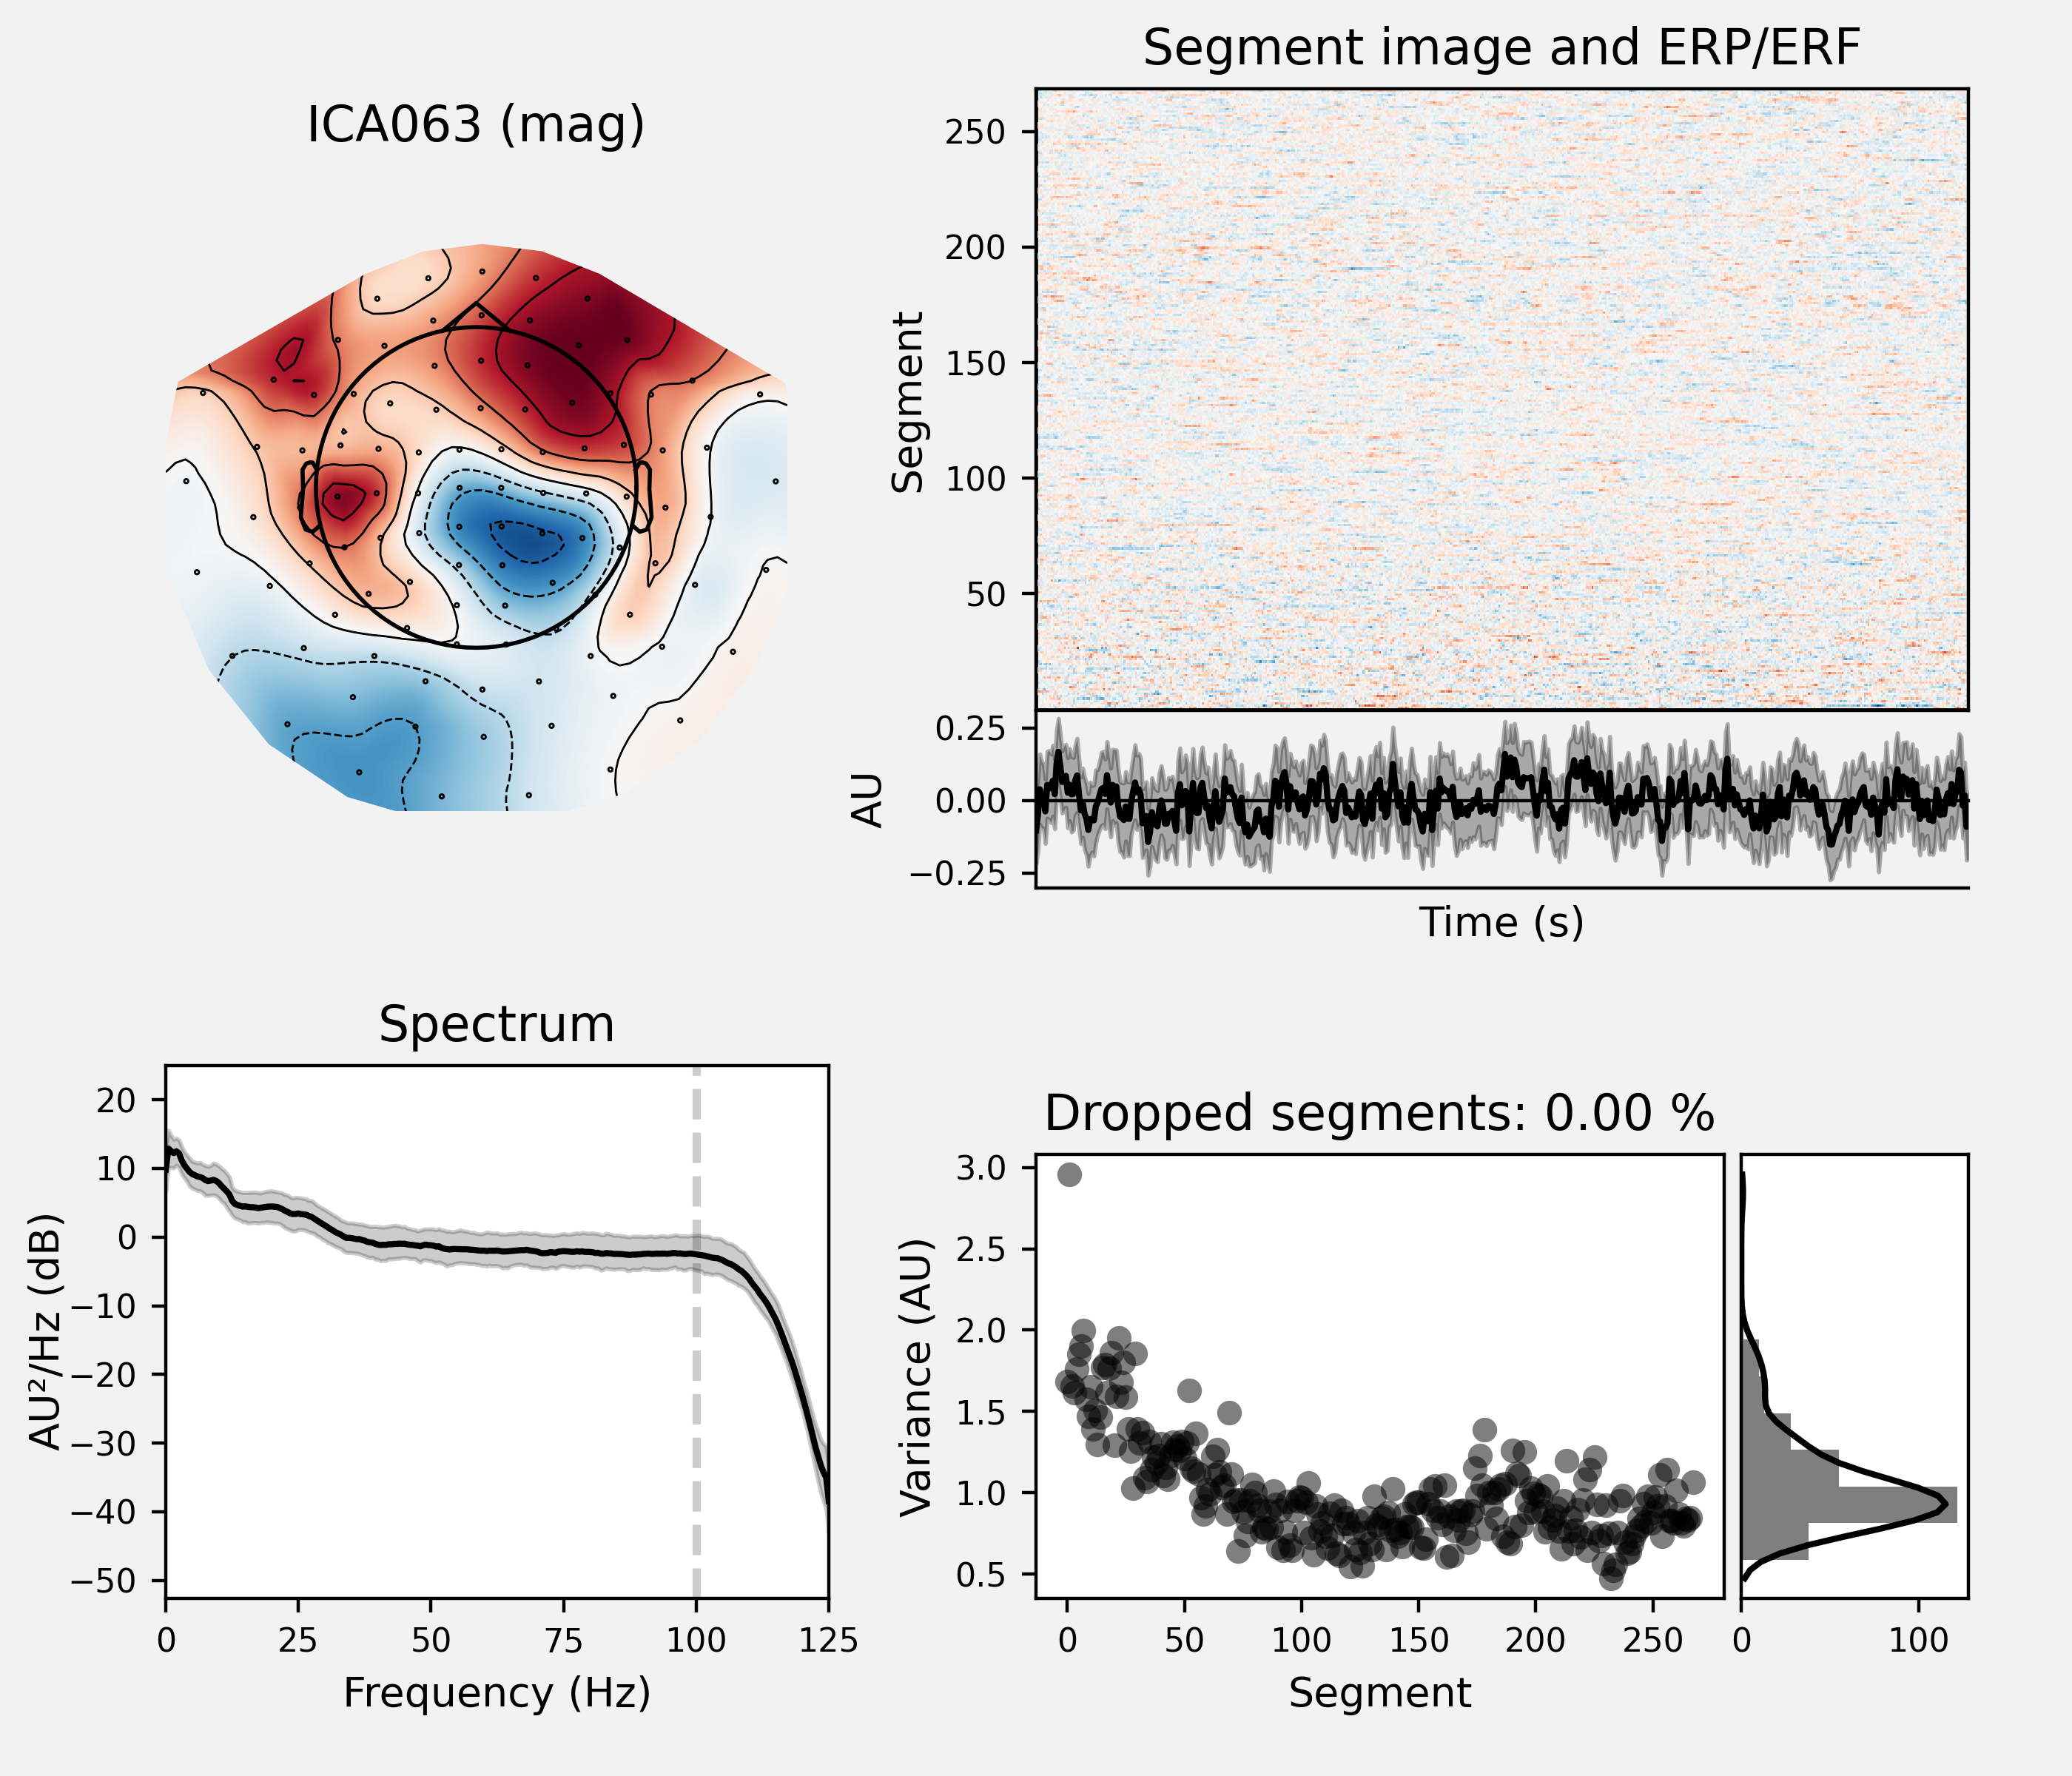 ICA063 (mag)
Segment image and ERP/ERF
Segment
250
200
150
100
50
AU
0.25
0.00
−0.25
Time (s)
Spectrum
AU²/Hz (dB)
20
10
0
−10
−20
−30
−40
−50
0 25 50 75 100 125
Frequency (Hz)
Dropped segments: 0.00 %
Variance (AU)
3.0
2.5
2.0
1.5
1.0
0.5
0 50 100 150 200 250
Segment
0 100